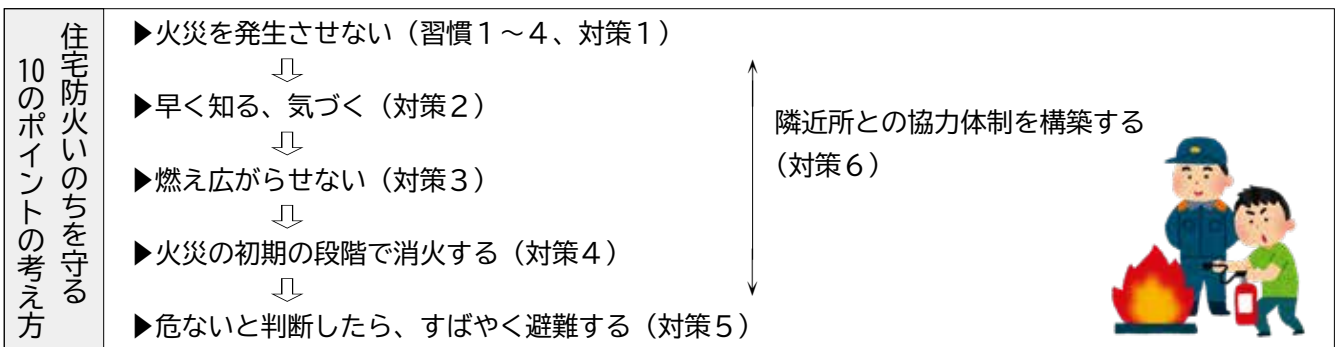 住宅防火いのちを守る
10のポイントの考え方
▶火災を発生させない（習慣１～４、対策１）
▶早く知る、気づく（対策２）
▶燃え広がらせない（対策３）
▶火災の初期の段階で消火する（対策４）
▶危ないと判断したら、すばやく避難する（対策５）
隣近所との協力体制を構築する
（対策６）